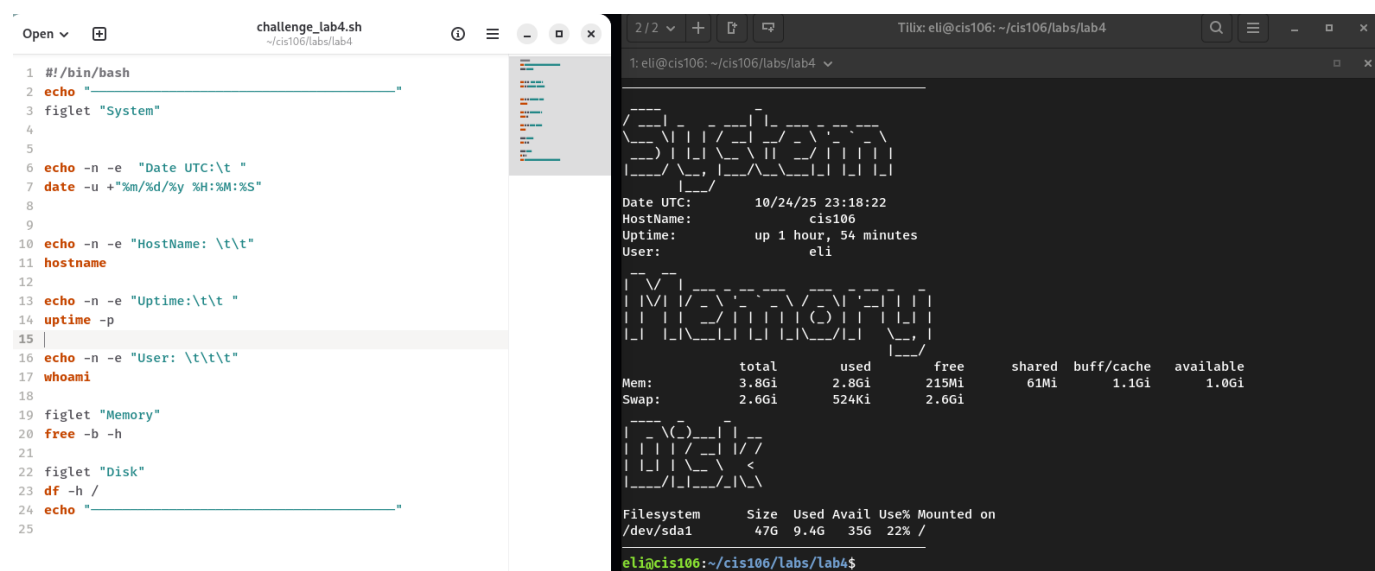 Open
challenge_lab4.sh
~/cis106/labs/lab4
1 #!/bin/bash
2 echo "───────────────────────────────────────"
3 figlet "System"
4
5
6 echo -n -e  "Date UTC:\t "
7 date -u +"%m/%d/%y %H:%M:%S"
8
9
10 echo -n -e "HostName: \t\t"
11 hostname
12
13 echo -n -e "Uptime:\t\t "
14 uptime -p
15
16 echo -n -e "User: \t\t\t"
17 whoami
18
19 figlet "Memory"
20 free -b -h
21
22 figlet "Disk"
23 df -h /
24 echo "───────────────────────────────────────"
25
2/2
Tilix: eli@cis106: ~/cis106/labs/lab4
1: eli@cis106: ~/cis106/labs/lab4
System
Date UTC:        10/24/25 23:18:22
HostName:               cis106
Uptime:          up 1 hour, 54 minutes
User:                   eli
Memory
               total        used        free      shared  buff/cache   available
Mem:           3.8Gi       2.8Gi       215Mi        61Mi       1.1Gi       1.0Gi
Swap:          2.6Gi       524Ki       2.6Gi
Disk
Filesystem      Size  Used Avail Use% Mounted on
/dev/sda1        47G  9.4G   35G  22% /
eli@cis106:~/cis106/labs/lab4$